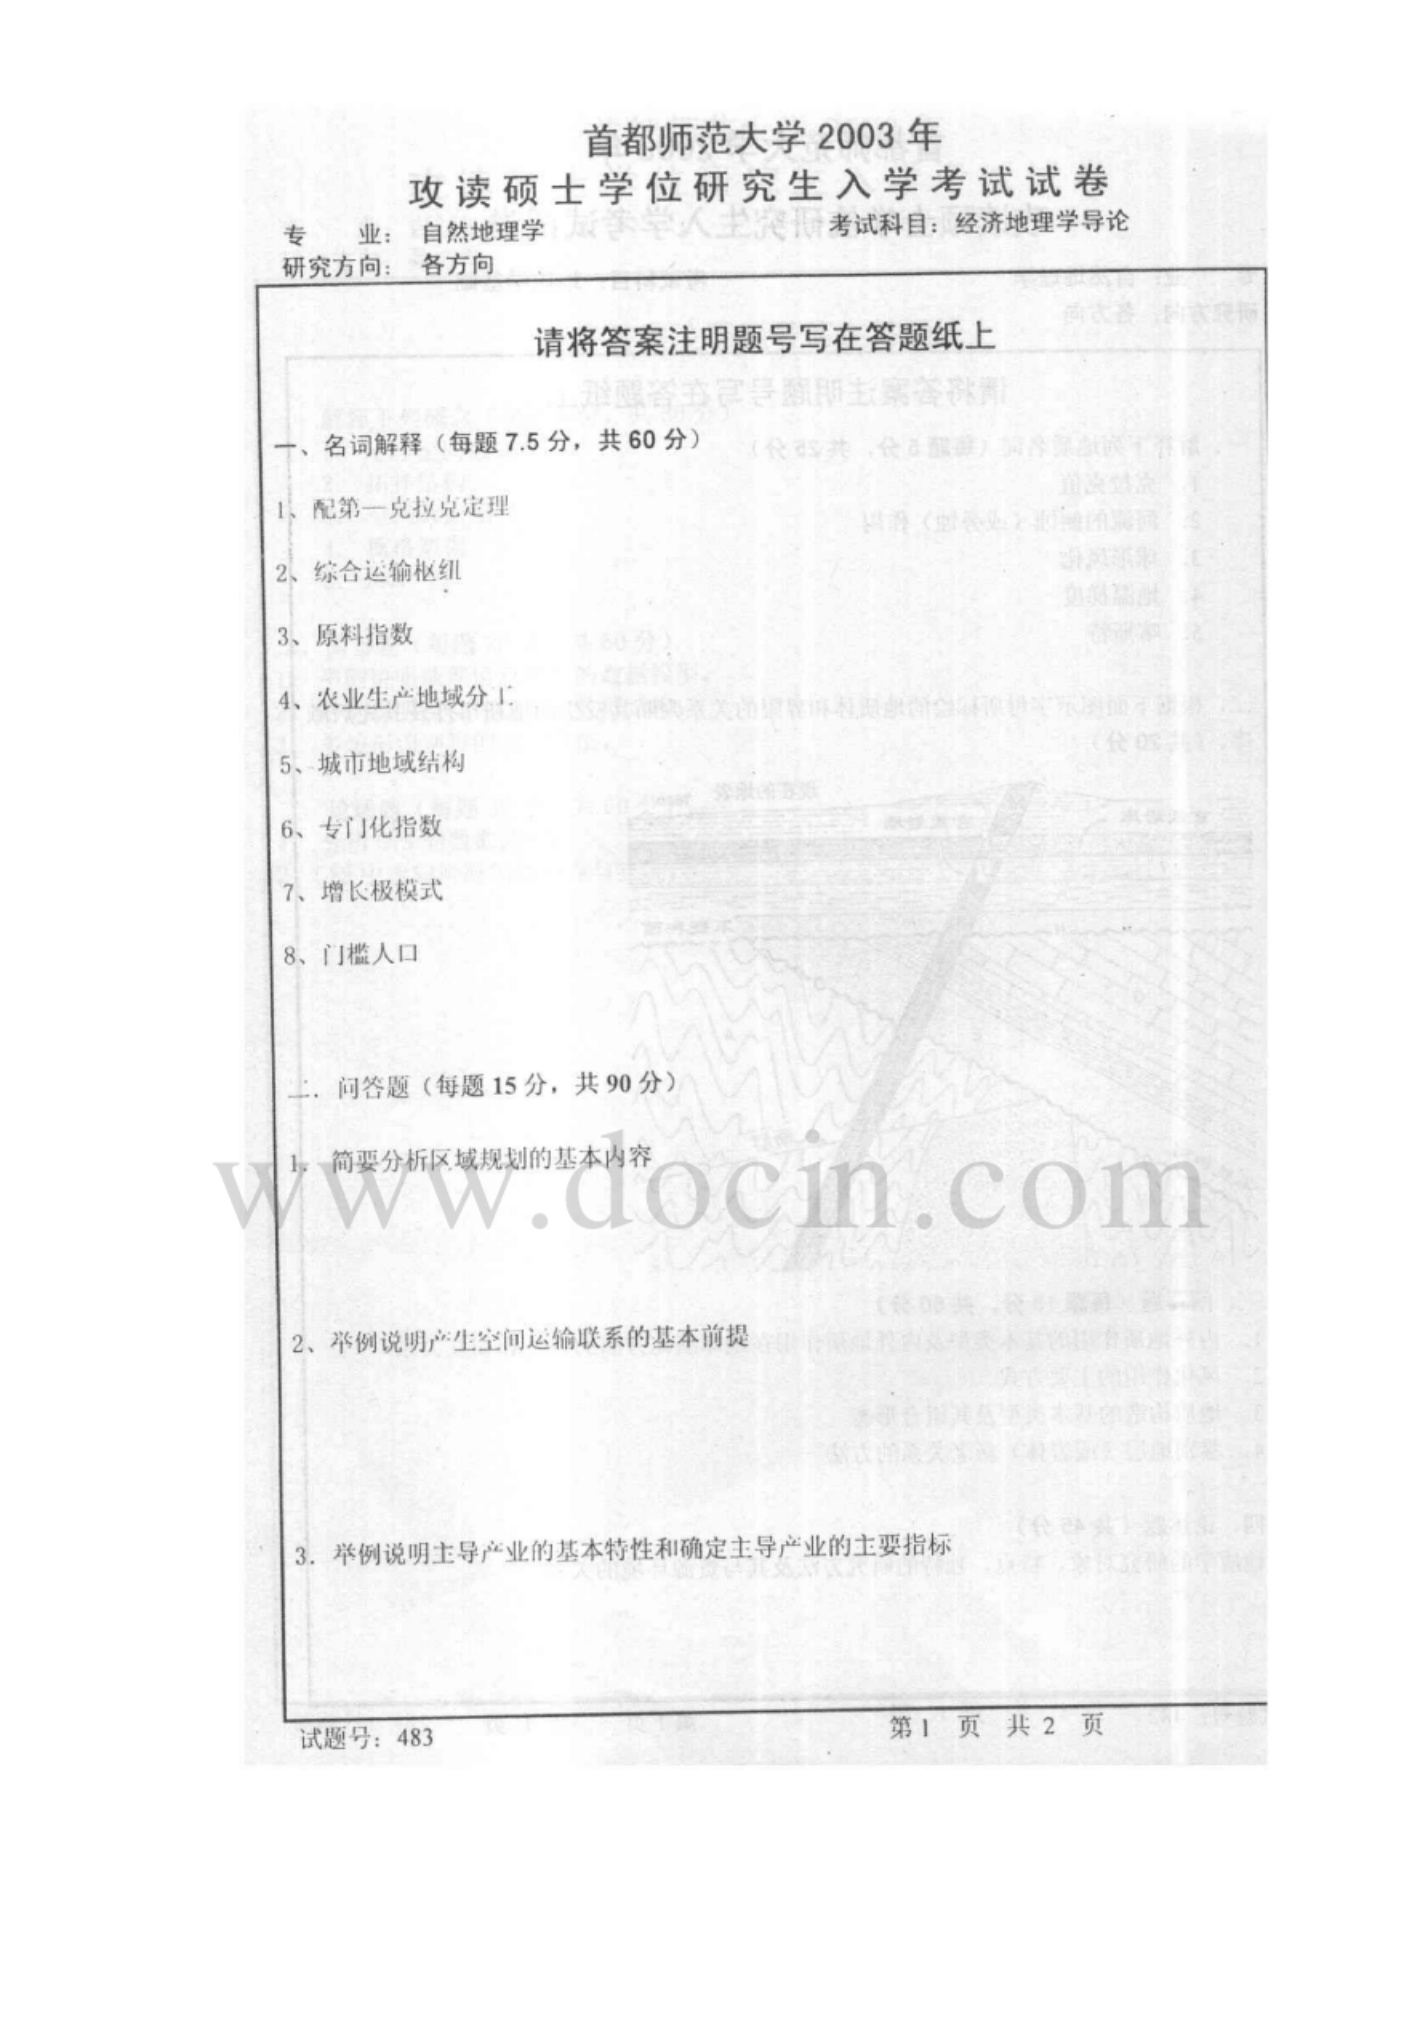 首都师范大学 2003 年
攻读硕士学位研究生入学考试试卷
专 业： 自然地理学 考试科目：经济地理学导论
研究方向： 各方向
请将答案注明题号写在答题纸上
一、名词解释（每题 7.5 分，共 60 分）
1、配第一克拉克定理
2、综合运输枢纽
3、原料指数
4、农业生产地域分工
5、城市地域结构
6、专门化指数
7、增长极模式
8、门槛人口
二．问答题（每题 15 分，共 90 分）
1．简要分析区域规划的基本内容
www.docin.com
2、举例说明产生空间运输联系的基本前提
3．举例说明主导产业的基本特性和确定主导产业的主要指标
试题号：483 第 1 页 共 2 页